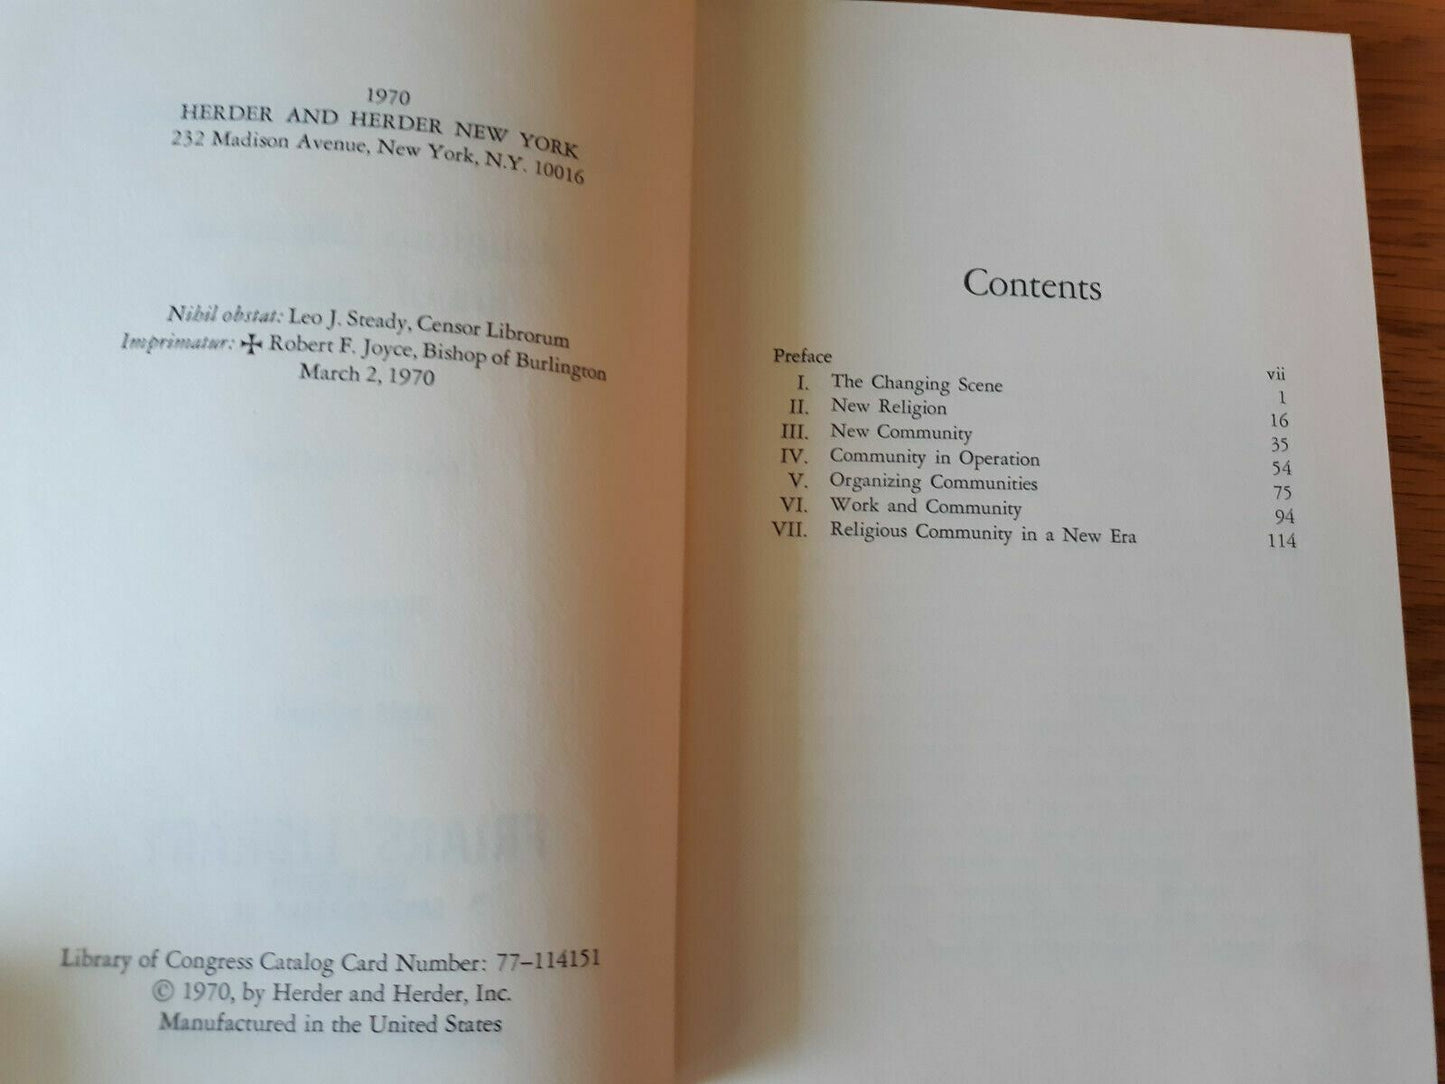 1970
HERDER AND HERDER NEW YORK
232 Madison Avenue, New York, N.Y. 10016
Nihil obstat: Leo J. Steady, Censor Librorum
Imprimatur: ✠ Robert F. Joyce, Bishop of Burlington
March 2, 1970
Library of Congress Catalog Card Number: 77–114151
© 1970, by Herder and Herder, Inc.
Manufactured in the United States
Contents
Preface vii
I. The Changing Scene 1
II. New Religion 16
III. New Community 35
IV. Community in Operation 54
V. Organizing Communities 75
VI. Work and Community 94
VII. Religious Community in a New Era 114